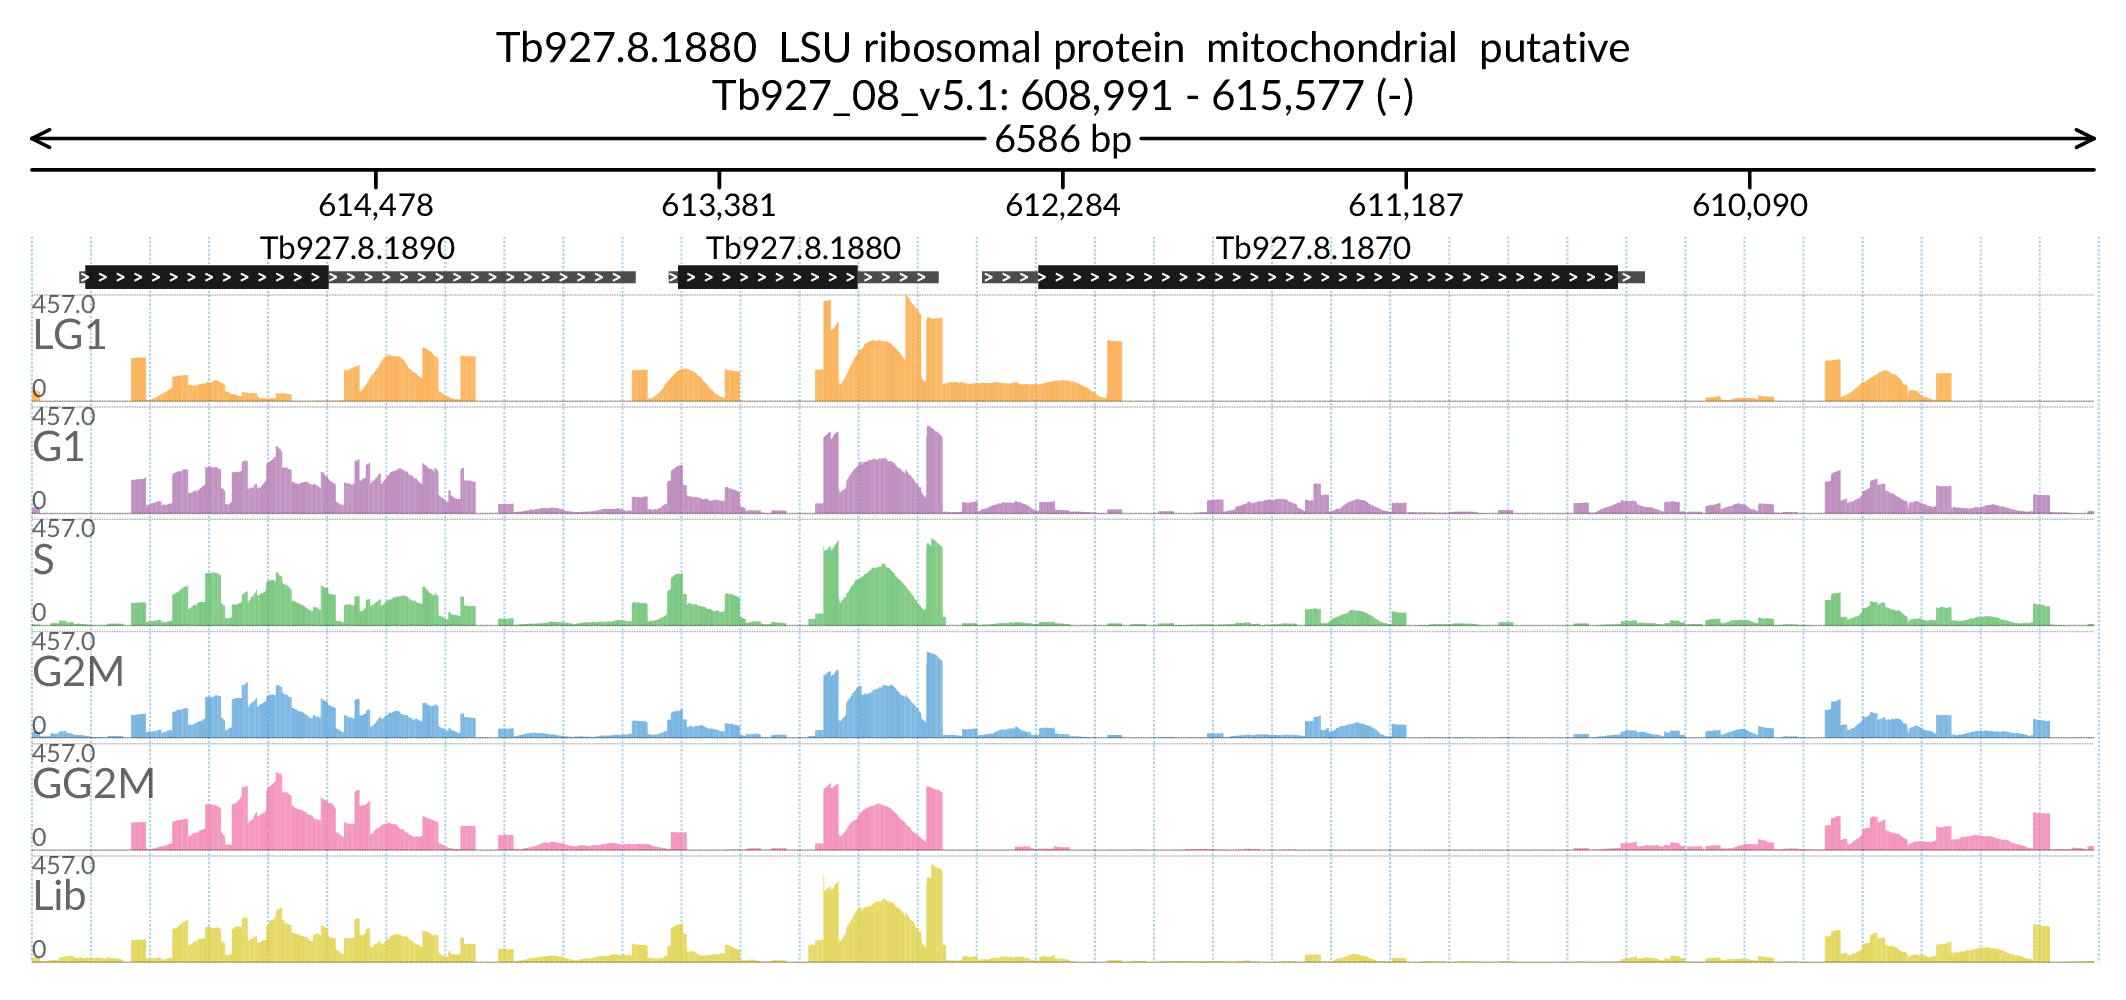 Tb927.8.1880  LSU ribosomal protein  mitochondrial  putative
Tb927_08_v5.1: 608,991 - 615,577 (-)
6586 bp
614,478 613,381 612,284 611,187 610,090
Tb927.8.1890 Tb927.8.1880 Tb927.8.1870
457.0
LG1
0
457.0
G1
0
457.0
S
0
457.0
G2M
0
457.0
GG2M
0
457.0
Lib
0